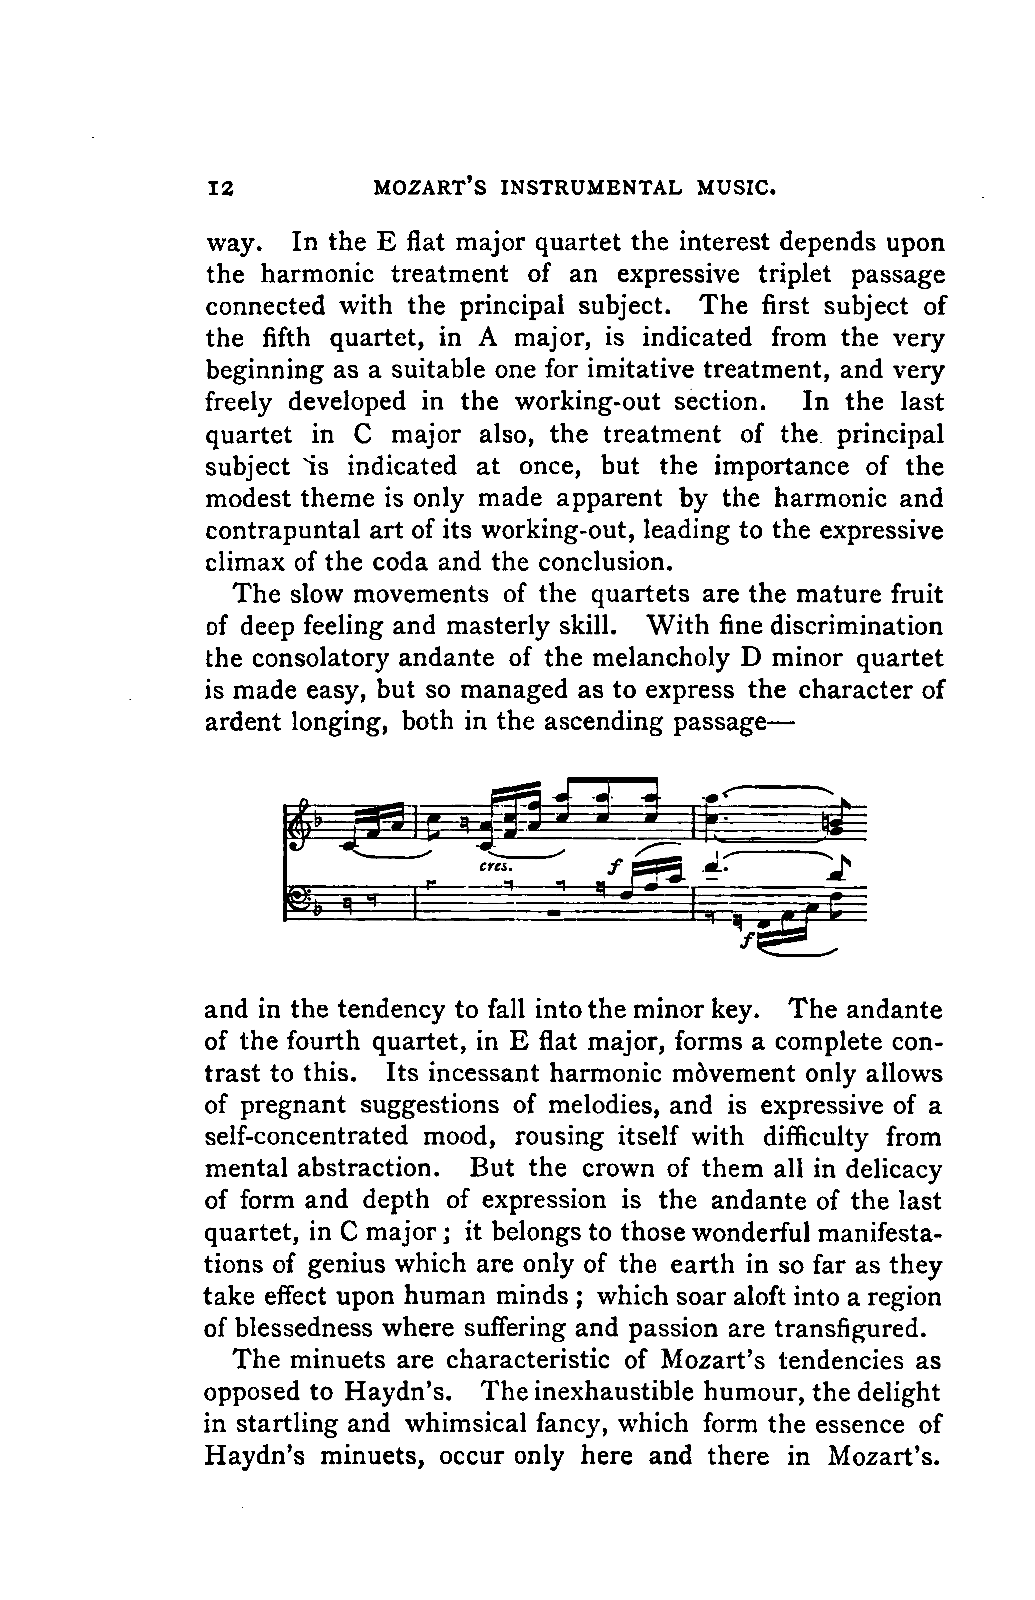 12 MOZART'S INSTRUMENTAL MUSIC.
way. In the E flat major quartet the interest depends upon
the harmonic treatment of an expressive triplet passage
connected with the principal subject. The first subject of
the fifth quartet, in A major, is indicated from the very
beginning as a suitable one for imitative treatment, and very
freely developed in the working-out section. In the last
quartet in C major also, the treatment of the principal
subject is indicated at once, but the importance of the
modest theme is only made apparent by the harmonic and
contrapuntal art of its working-out, leading to the expressive
climax of the coda and the conclusion.
The slow movements of the quartets are the mature fruit
of deep feeling and masterly skill. With fine discrimination
the consolatory andante of the melancholy D minor quartet
is made easy, but so managed as to express the character of
ardent longing, both in the ascending passage—
cres. f
f
and in the tendency to fall into the minor key. The andante
of the fourth quartet, in E flat major, forms a complete con-
trast to this. Its incessant harmonic movement only allows
of pregnant suggestions of melodies, and is expressive of a
self-concentrated mood, rousing itself with difficulty from
mental abstraction. But the crown of them all in delicacy
of form and depth of expression is the andante of the last
quartet, in C major; it belongs to those wonderful manifesta-
tions of genius which are only of the earth in so far as they
take effect upon human minds; which soar aloft into a region
of blessedness where suffering and passion are transfigured.
The minuets are characteristic of Mozart's tendencies as
opposed to Haydn's. The inexhaustible humour, the delight
in startling and whimsical fancy, which form the essence of
Haydn's minuets, occur only here and there in Mozart's.